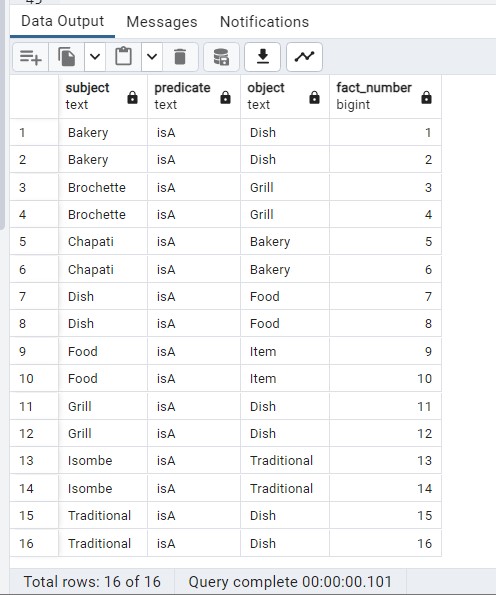 Data Output Messages Notifications
subject predicate object fact_number
text text text bigint
1 Bakery isA Dish 1
2 Bakery isA Dish 2
3 Brochette isA Grill 3
4 Brochette isA Grill 4
5 Chapati isA Bakery 5
6 Chapati isA Bakery 6
7 Dish isA Food 7
8 Dish isA Food 8
9 Food isA Item 9
10 Food isA Item 10
11 Grill isA Dish 11
12 Grill isA Dish 12
13 Isombe isA Traditional 13
14 Isombe isA Traditional 14
15 Traditional isA Dish 15
16 Traditional isA Dish 16
Total rows: 16 of 16 Query complete 00:00:00.101